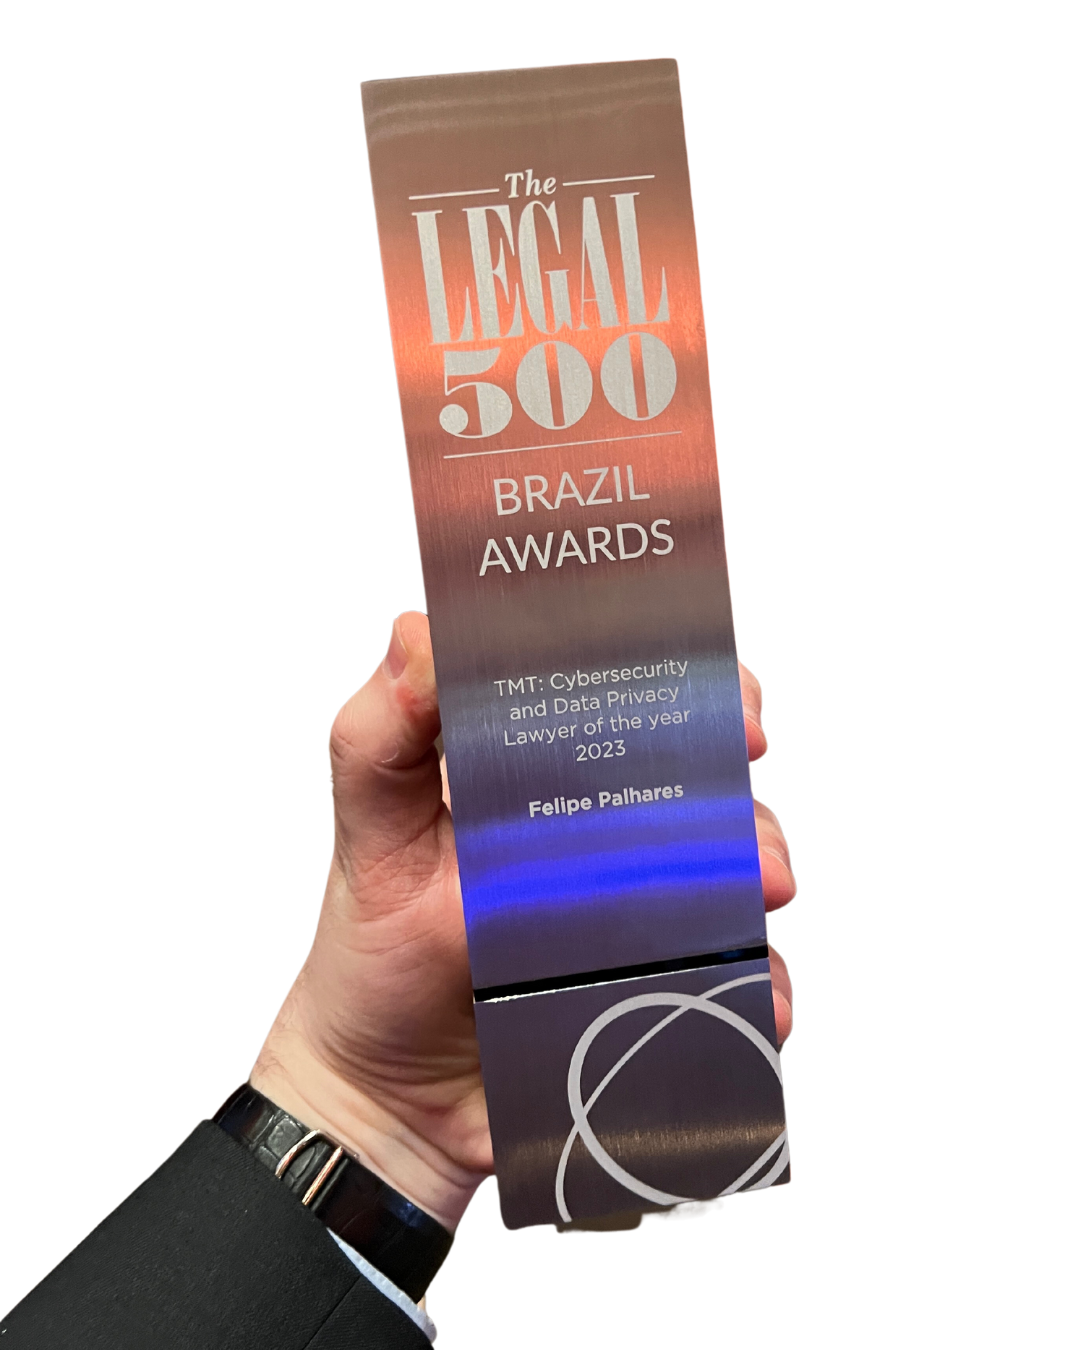 The
LEGAL
500
BRAZIL
AWARDS
TMT: Cybersecurity
and Data Privacy
Lawyer of the year
2023
Felipe Palhares